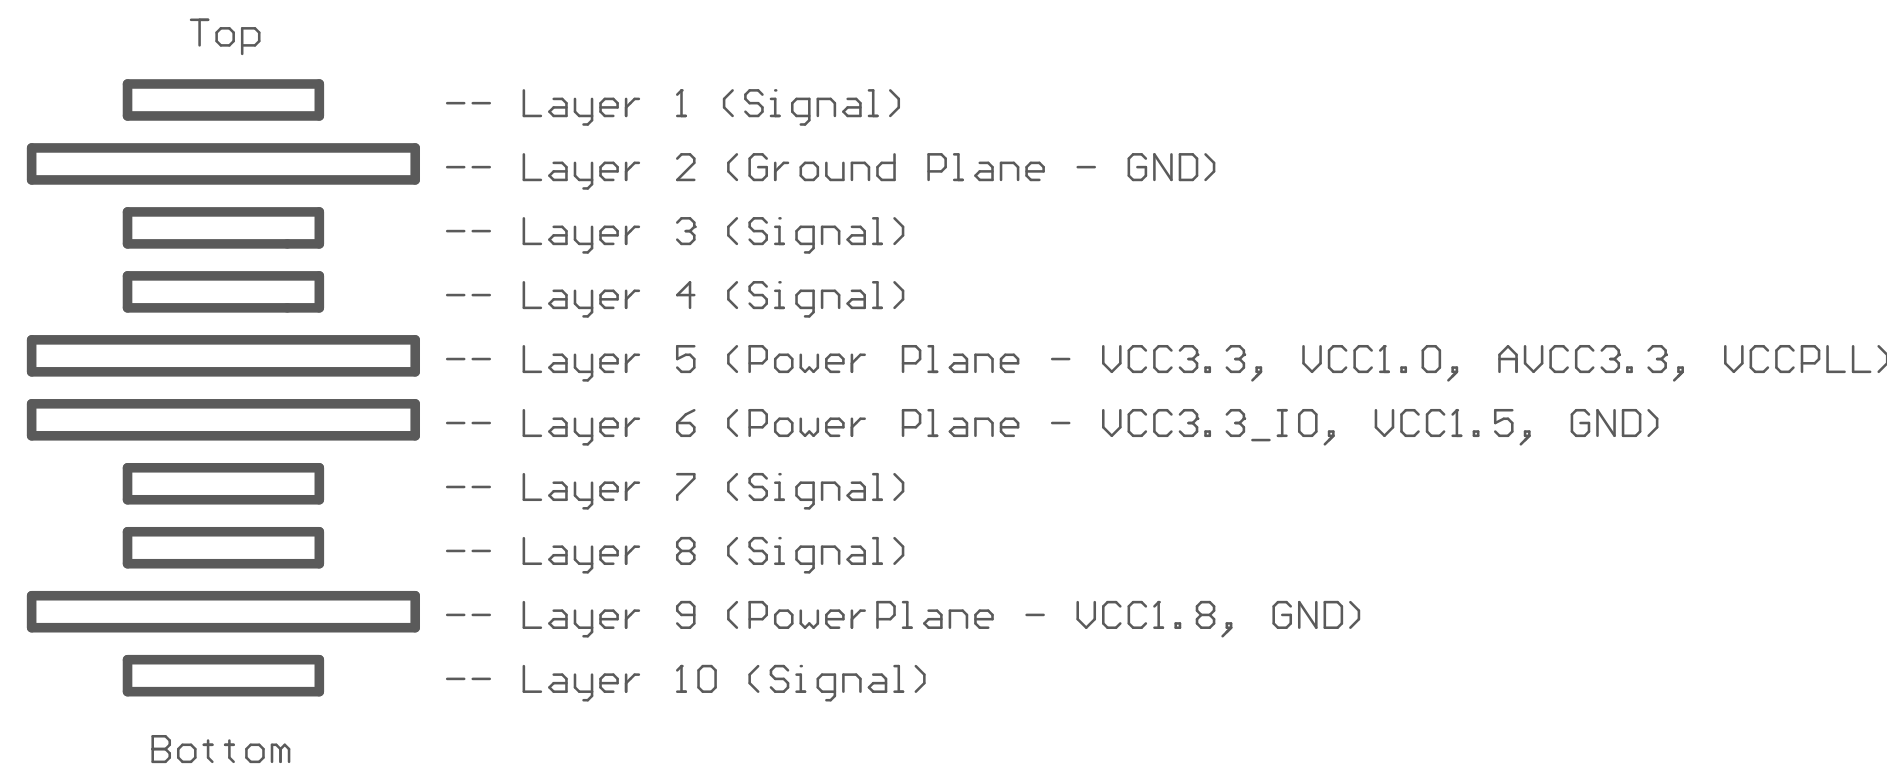 Top
-- Layer 1 (Signal)
-- Layer 2 (Ground Plane - GND)
-- Layer 3 (Signal)
-- Layer 4 (Signal)
-- Layer 5 (Power Plane - VCC3.3, VCC1.0, AVCC3.3, VCCPLL)
-- Layer 6 (Power Plane - VCC3.3_IO, VCC1.5, GND)
-- Layer 7 (Signal)
-- Layer 8 (Signal)
-- Layer 9 (PowerPlane - VCC1.8, GND)
-- Layer 10 (Signal)
Bottom